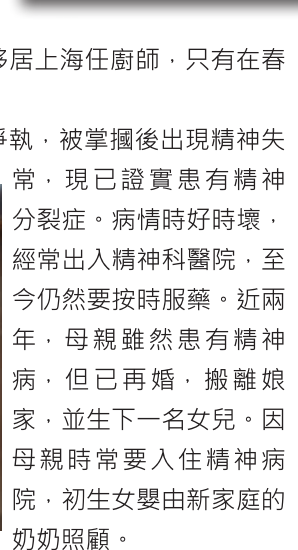 移居上海任廚師，只有在春
爭執，被掌摑後出現精神失
常，現已證實患有精神
分裂症。病情時好時壞，
經常出入精神科醫院，至
今仍然要按時服藥。近兩
年，母親雖然患有精神
病，但已再婚，搬離娘
家，並生下一名女兒。因
母親時常要入住精神病
院，初生女嬰由新家庭的
奶奶照顧。